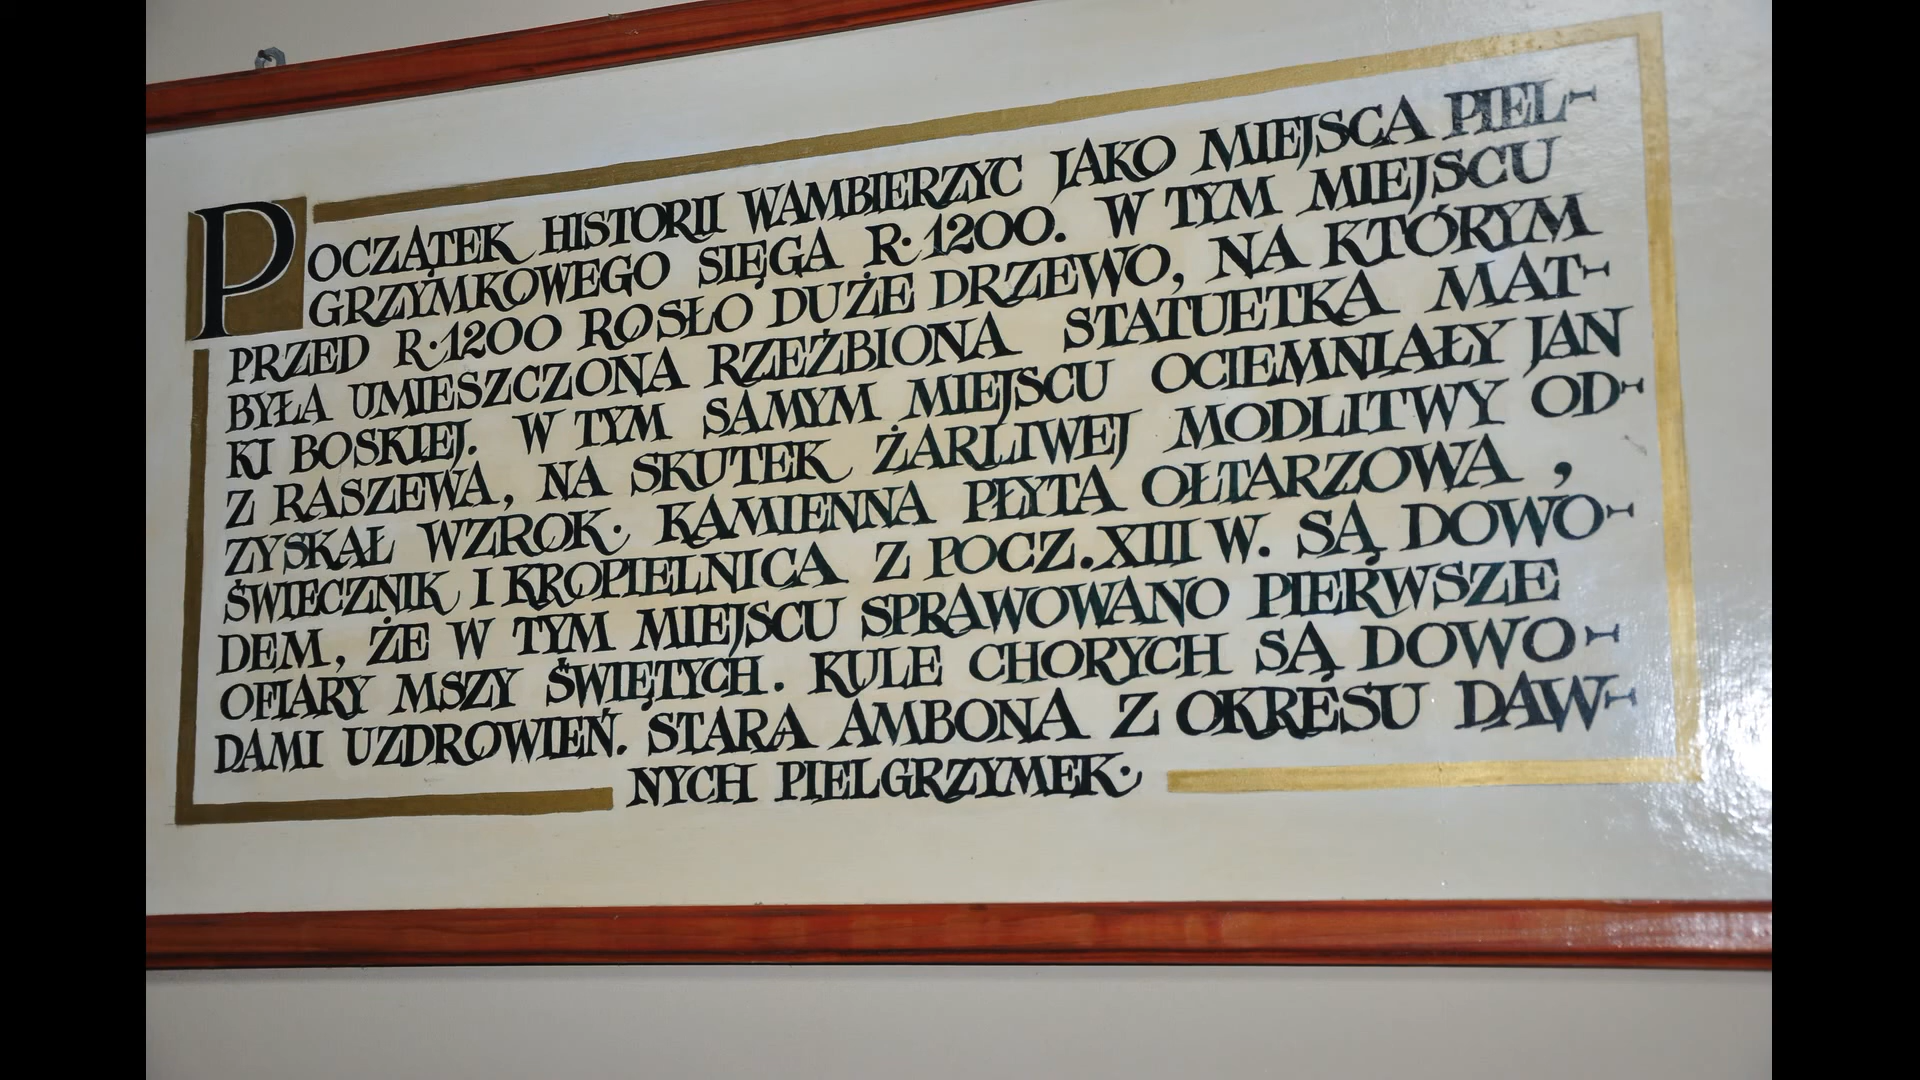 POCZĄTEK HISTORII WAMBIERZYC JAKO MIEJSCA PIEL-
GRZYMKOWEGO SIĘGA R. 1200. W TYM MIEJSCU
PRZED R. 1200 ROSŁO DUŻE DRZEWO, NA KTÓRYM
BYŁA UMIESZCZONA RZEŹBIONA STATUETKA MAT-
KI BOSKIEJ. W TYM SAMYM MIEJSCU OCIEMNIAŁY JAN
Z RASZEWA, NA SKUTEK ŻARLIWEJ MODLITWY OD-
ZYSKAŁ WZROK. KAMIENNA PŁYTA OŁTARZOWA,
ŚWIECZNIK I KROPIELNICA Z POCZ. XIII W. SĄ DOWO-
DEM, ŻE W TYM MIEJSCU SPRAWOWANO PIERWSZE
OFIARY MSZY ŚWIĘTYCH. KULE CHORYCH SĄ DOWO-
DAMI UZDROWIEŃ. STARA AMBONA Z OKRESU DAW-
NYCH PIELGRZYMEK.